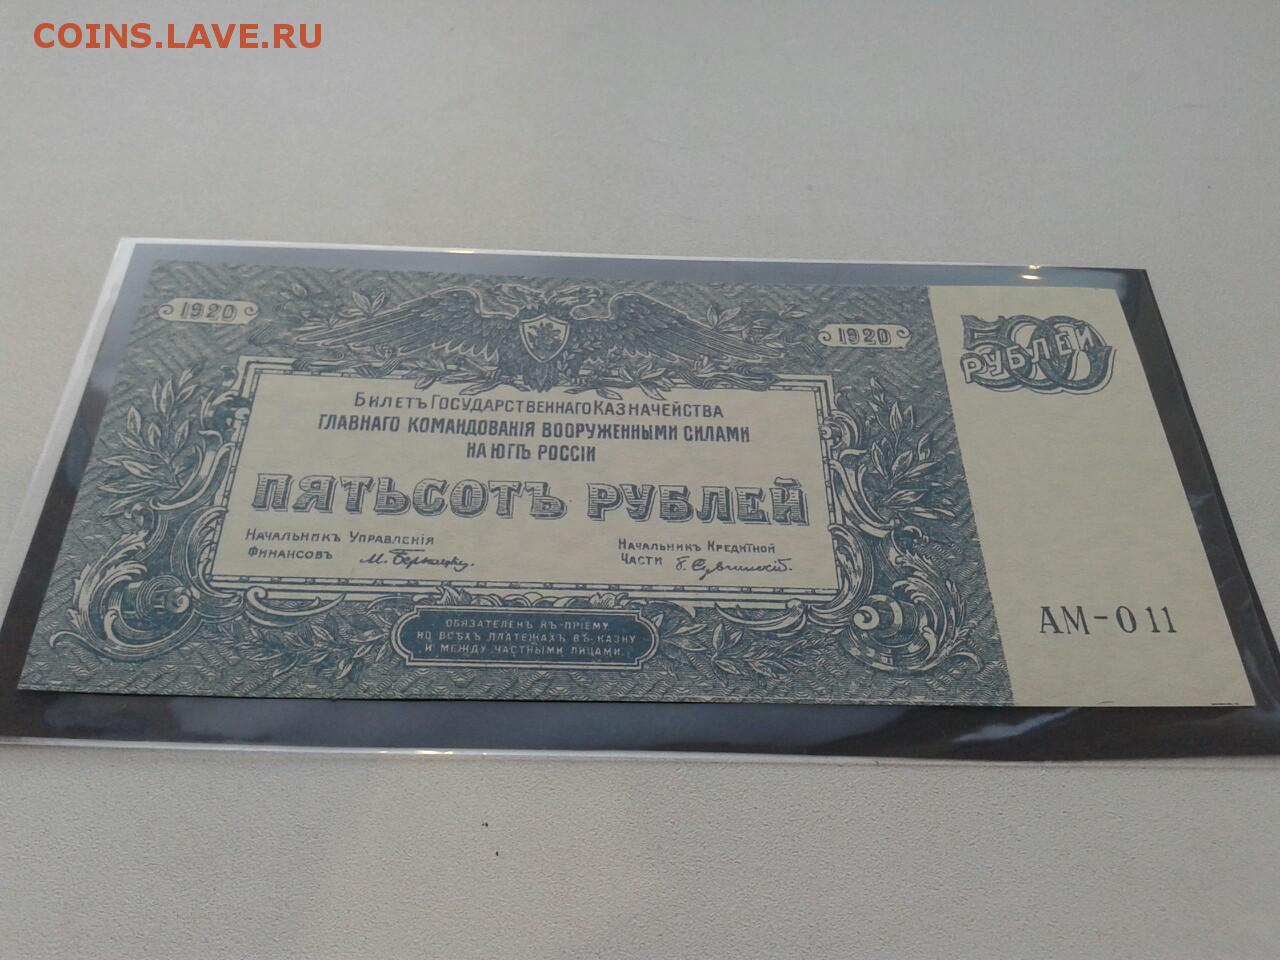 COINS.LAVE.RU
1920
1920
500
РУБЛЕЙ
БИЛЕТЪ ГОСУДАРСТВЕННАГО КАЗНАЧЕЙСТВА
ГЛАВНАГО КОМАНДОВАНІЯ ВООРУЖЕННЫМИ СИЛАМИ
НА ЮГѢ РОССІИ
ПЯТЬСОТЪ РУБЛЕЙ
НАЧАЛЬНИКЪ УПРАВЛЕНІЯ
ФИНАНСОВЪ
НАЧАЛЬНИКЪ КРЕДИТНОЙ
ЧАСТИ
АМ-011
ОБЯЗАТЕЛЕНЪ КЪ-ПРІЕМУ
ВО ВСѢХЪ ПЛАТЕЖАХЪ ВЪ-КАЗНУ
И МЕЖДУ ЧАСТНЫМИ ЛИЦАМИ.